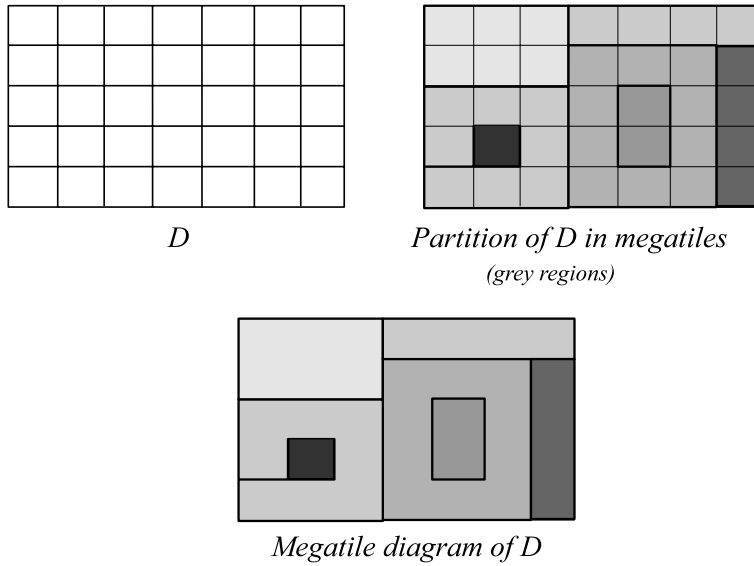 D
Partition of D in megatiles
(grey regions)
Megatile diagram of D